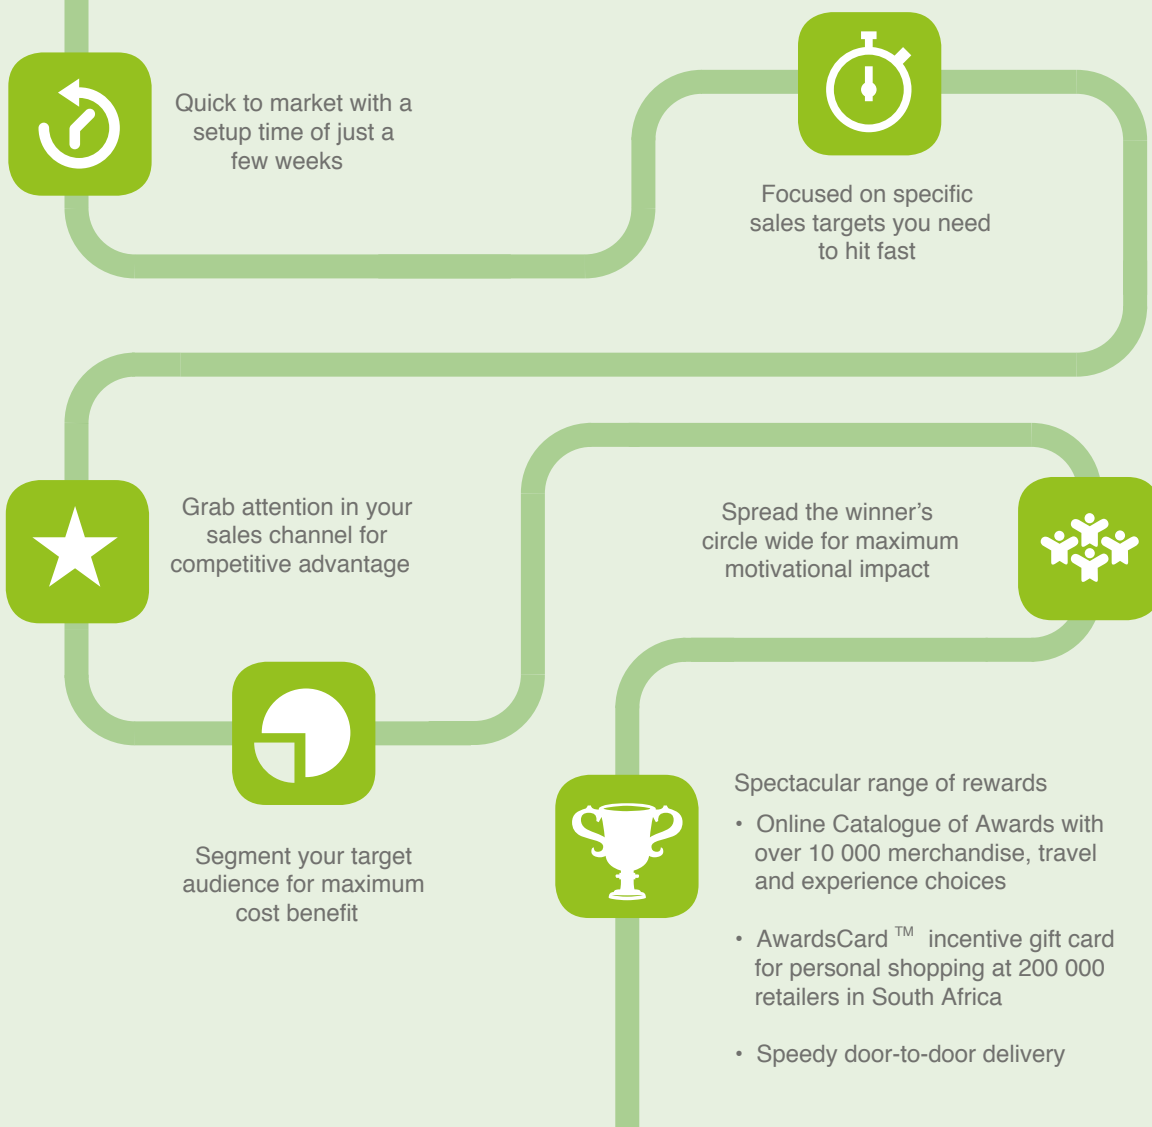 Quick to market with a
setup time of just a
few weeks
Focused on specific
sales targets you need
to hit fast
Grab attention in your
sales channel for
competitive advantage
Spread the winner’s
circle wide for maximum
motivational impact
Segment your target
audience for maximum
cost benefit
Spectacular range of rewards
• Online Catalogue of Awards with
over 10 000 merchandise, travel
and experience choices
• AwardsCard ™ incentive gift card
for personal shopping at 200 000
retailers in South Africa
• Speedy door-to-door delivery